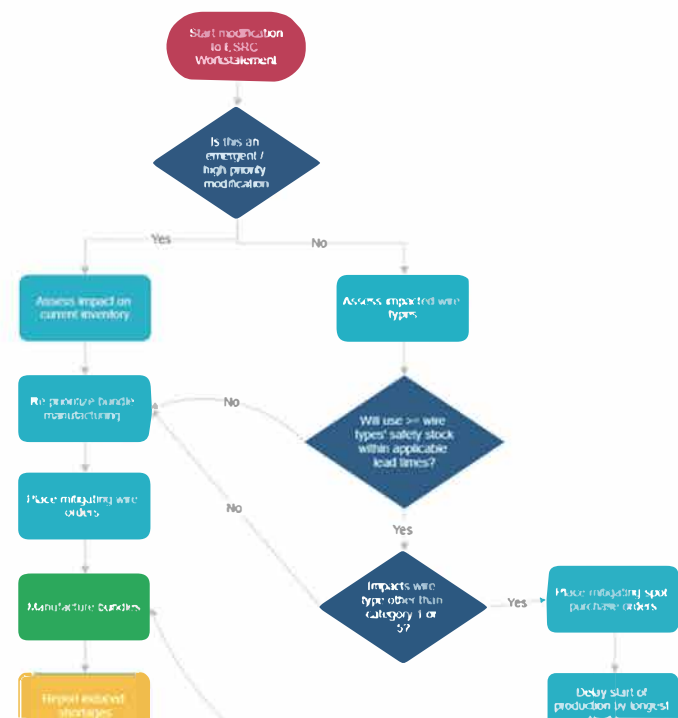 Start modification
to ESRC
Workstatement
Is this an
emergent /
high priority
modification
Yes
No
Assess impact on
current inventory
Assess impacted wire
types
Re prioritize bundle
manufacturing
No
Will use >= wire
types' safety stock
within applicable
lead times?
Place mitigating wire
orders
No
Yes
Manufacture bundles
Impacts wire
type other than
category 1 or
5?
Yes
Place mitigating spot
purchase orders
Report induced
shortages
Delay start of
production by longest